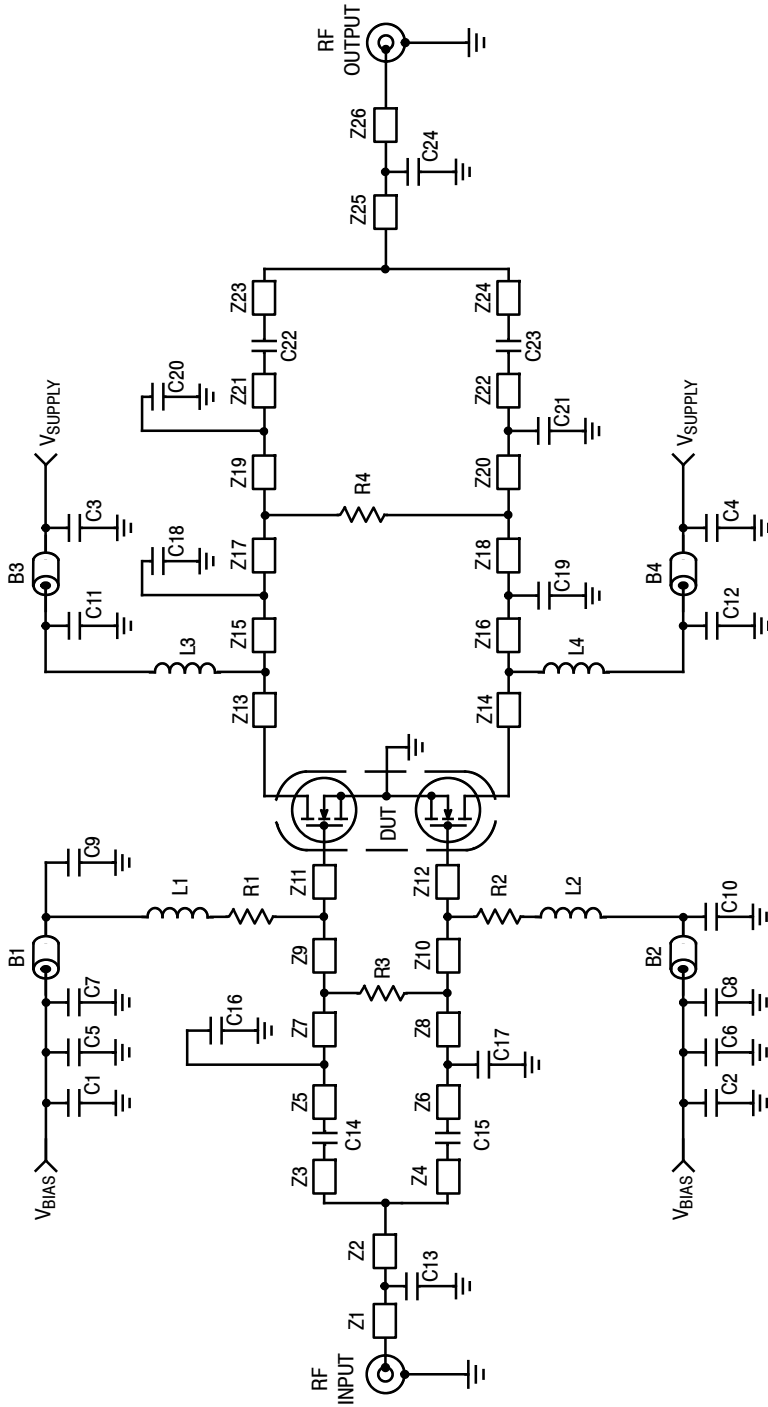 VBIAS
C1
C5
C7
B1
C9
L1
R1
C11
B3
C3
VSUPPLY
L3
C16
C18
C20
Z3
C14
Z5
Z7
Z9
Z11
Z13
Z15
Z17
Z19
Z21
C22
Z23
RF
INPUT
Z1
C13
Z2
R3
DUT
R4
Z25
C24
Z26
RF
OUTPUT
Z4
C15
Z6
C17
Z8
Z10
Z12
Z14
Z16
C19
Z18
Z20
C21
Z22
C23
Z24
R2
L2
L4
VBIAS
C2
C6
C8
B2
C10
C12
B4
C4
VSUPPLY